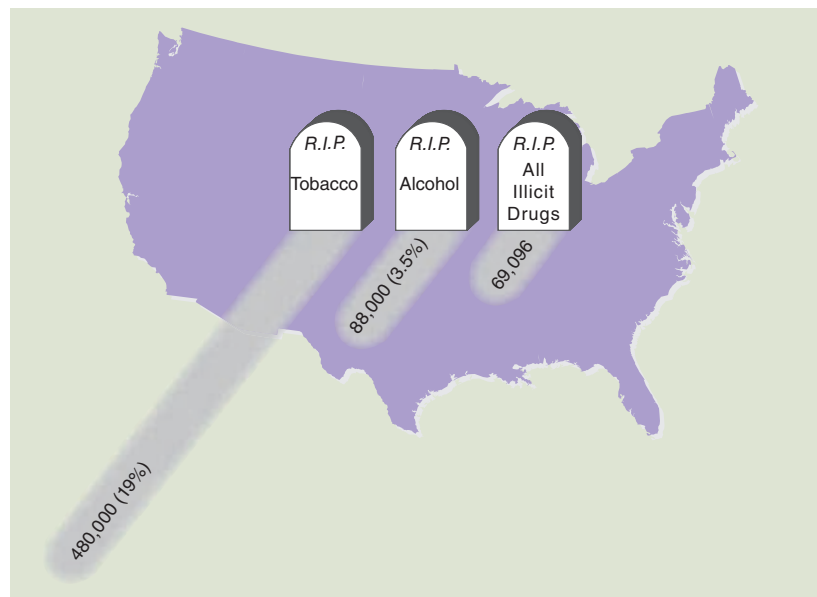 R.I.P.
Tobacco
480,000 (19%)
R.I.P.
Alcohol
88,000 (3.5%)
R.I.P.
All
Illicit
Drugs
69,096